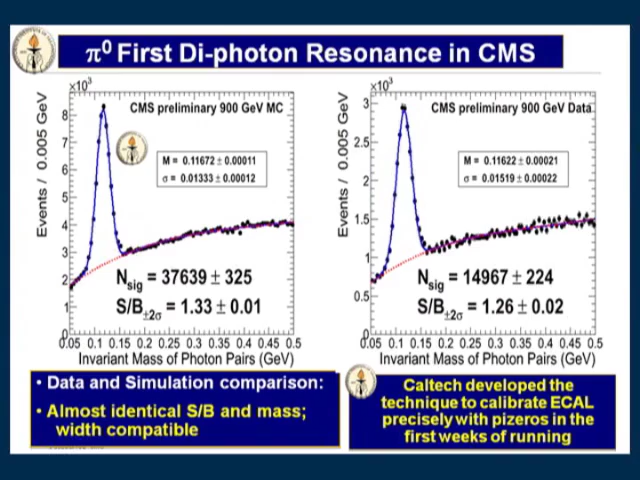 π⁰ First Di-photon Resonance in CMS
×10³
CMS preliminary 900 GeV MC
M = 0.11672 ± 0.00011
σ = 0.01333 ± 0.00012
N_sig = 37639 ± 325
S/B_±2σ = 1.33 ± 0.01
Events / 0.005 GeV
8
7
6
5
4
3
2
1
0
0.05 0.1 0.15 0.2 0.25 0.3 0.35 0.4 0.45 0.5
Invariant Mass of Photon Pairs (GeV)
×10³
CMS preliminary 900 GeV Data
M = 0.11622 ± 0.00021
σ = 0.01519 ± 0.00022
N_sig = 14967 ± 224
S/B_±2σ = 1.26 ± 0.02
Events / 0.005 GeV
3
2.5
2
1.5
1
0.5
0
0.05 0.1 0.15 0.2 0.25 0.3 0.35 0.4 0.45 0.5
Invariant Mass of Photon Pairs (GeV)
• Data and Simulation comparison:
• Almost identical S/B and mass;
width compatible
Caltech developed the
technique to calibrate ECAL
precisely with pizeros in the
first weeks of running